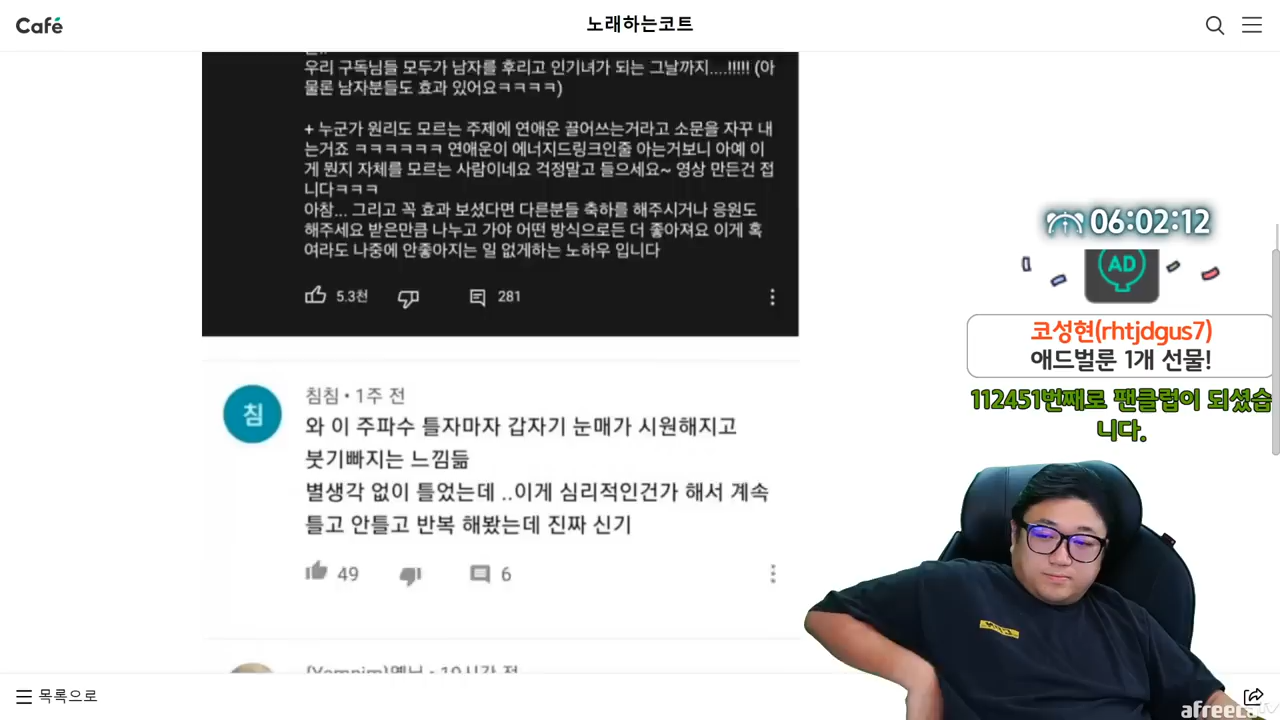 Café
노래하는코트
우리 구독님들 모두가 남자를 후리고 인기녀가 되는 그날까지....!!!!! (아
물론 남자분들도 효과 있어요ㅋㅋㅋㅋ)
+ 누군가 원리도 모르는 주제에 연애운 끌어쓰는거라고 소문을 자꾸 내
는거죠 ㅋㅋㅋㅋㅋㅋ 연애운이 에너지드링크인줄 아는거보니 아예 이
게 뭔지 자체를 모르는 사람이네요 걱정말고 들으세요~ 영상 만든건 접
니다ㅋㅋㅋ
아참... 그리고 꼭 효과 보셨다면 다른분들 축하를 해주시거나 응원도
해주세요 받은만큼 나누고 가야 어떤 방식으로든 더 좋아져요 이게 혹
여라도 나중에 안좋아지는 일 없게하는 노하우 입니다
5.3천 281
06:02:12
AD
코성현(rhtjdgus7)
애드벌룬 1개 선물!
112451번째로 팬클럽이 되셨습
니다.
침
침침 • 1주 전
와 이 주파수 틀자마자 갑자기 눈매가 시원해지고
붓기빠지는 느낌듦
별생각 없이 틀었는데 ..이게 심리적인건가 해서 계속
틀고 안틀고 반복 해봤는데 진짜 신기
49 6
목록으로
afreecaTV